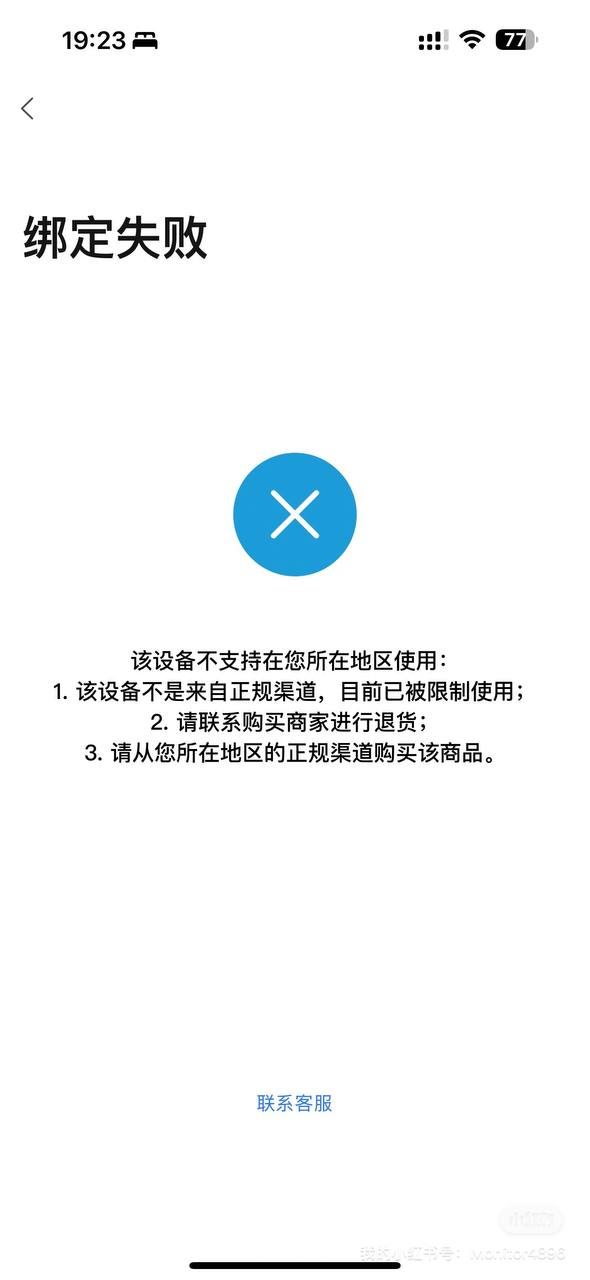 19:23
77
绑定失败
该设备不支持在您所在地区使用：
1. 该设备不是来自正规渠道，目前已被限制使用；
2. 请联系购买商家进行退货；
3. 请从您所在地区的正规渠道购买该商品。
联系客服
小红书
我的小红书号：Monitor4896